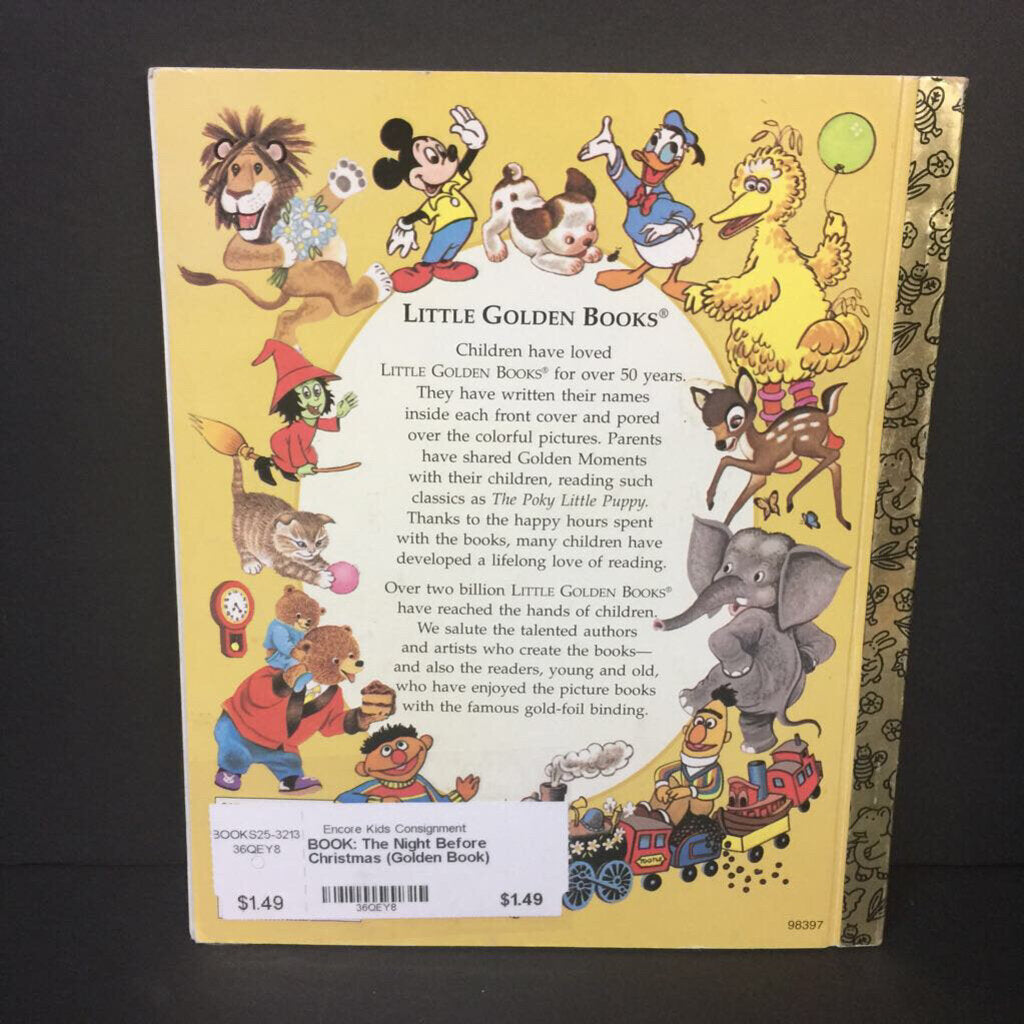 LITTLE GOLDEN BOOKS®
Children have loved
LITTLE GOLDEN BOOKS® for over 50 years.
They have written their names
inside each front cover and pored
over the colorful pictures. Parents
have shared Golden Moments
with their children, reading such
classics as The Poky Little Puppy.
Thanks to the happy hours spent
with the books, many children have
developed a lifelong love of reading.
Over two billion LITTLE GOLDEN BOOKS®
have reached the hands of children.
We salute the talented authors
and artists who create the books—
and also the readers, young and old,
who have enjoyed the picture books
with the famous gold-foil binding.
TOOTLE
BOOKS25-3213
36QEY8
$1.49
Encore Kids Consignment
BOOK: The Night Before
Christmas (Golden Book)
36QEY8
$1.49
98397